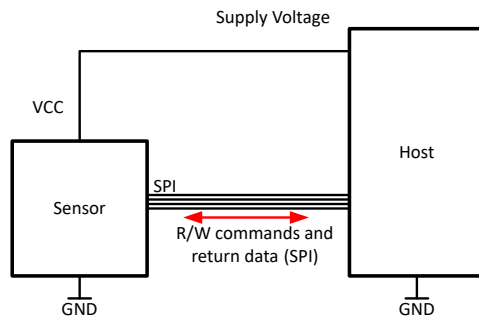 Supply Voltage
VCC
Host
SPI
Sensor
R/W commands and
return data (SPI)
GND
GND